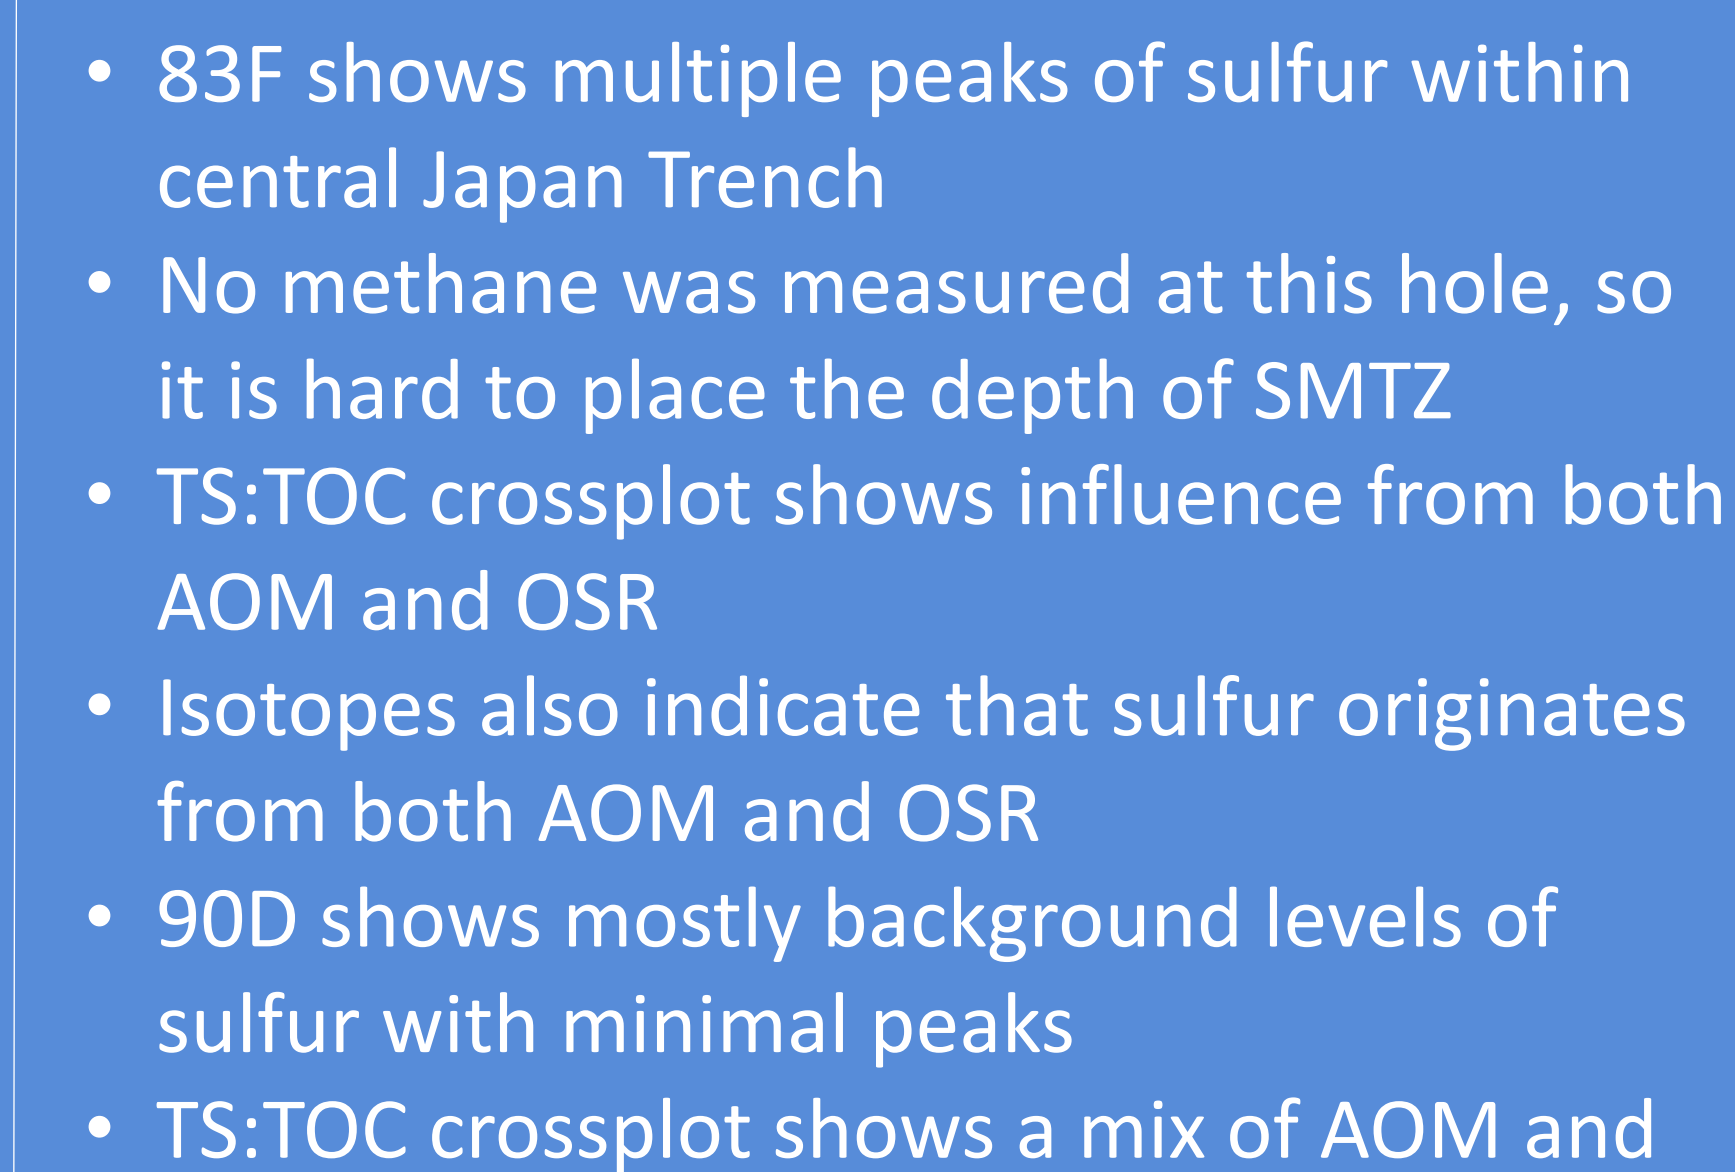 • 83F shows multiple peaks of sulfur within
central Japan Trench
• No methane was measured at this hole, so
it is hard to place the depth of SMTZ
• TS:TOC crossplot shows influence from both
AOM and OSR
• Isotopes also indicate that sulfur originates
from both AOM and OSR
• 90D shows mostly background levels of
sulfur with minimal peaks
• TS:TOC crossplot shows a mix of AOM and